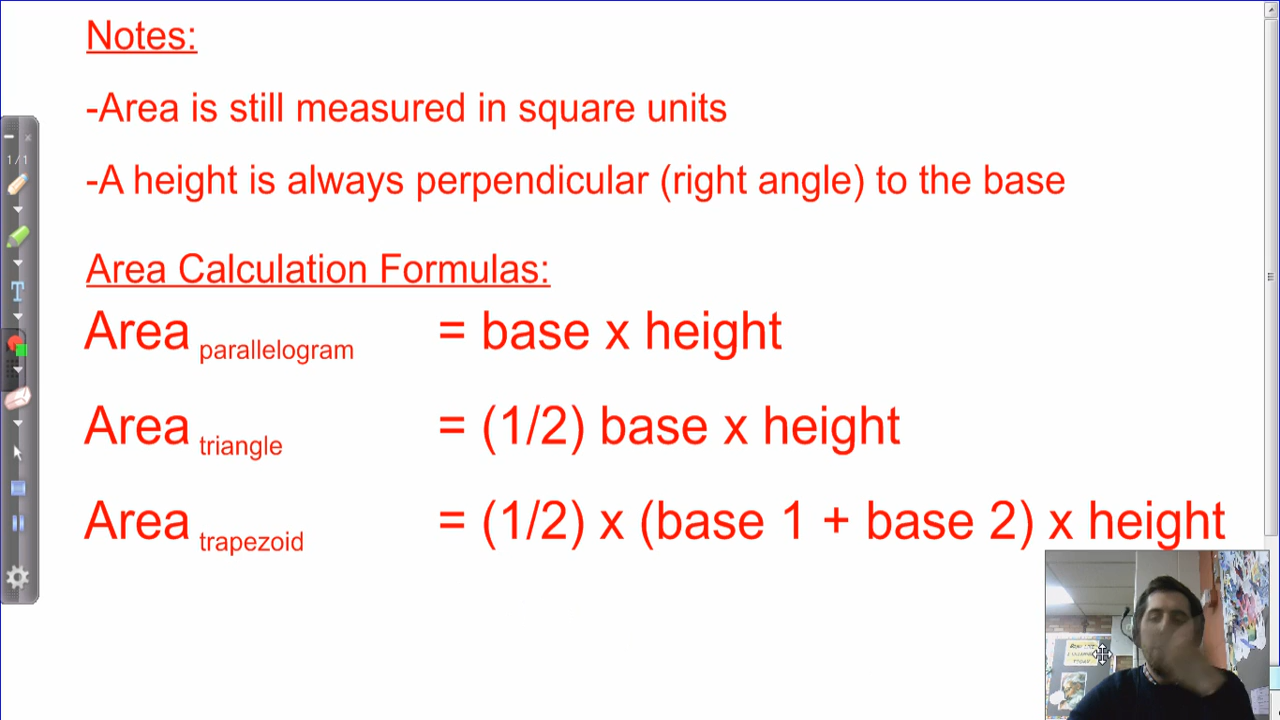 Notes:
-Area is still measured in square units
-A height is always perpendicular (right angle) to the base
1/1
Area Calculation Formulas:
Area parallelogram = base x height
Area triangle = (1/2) base x height
Area trapezoid = (1/2) x (base 1 + base 2) x height